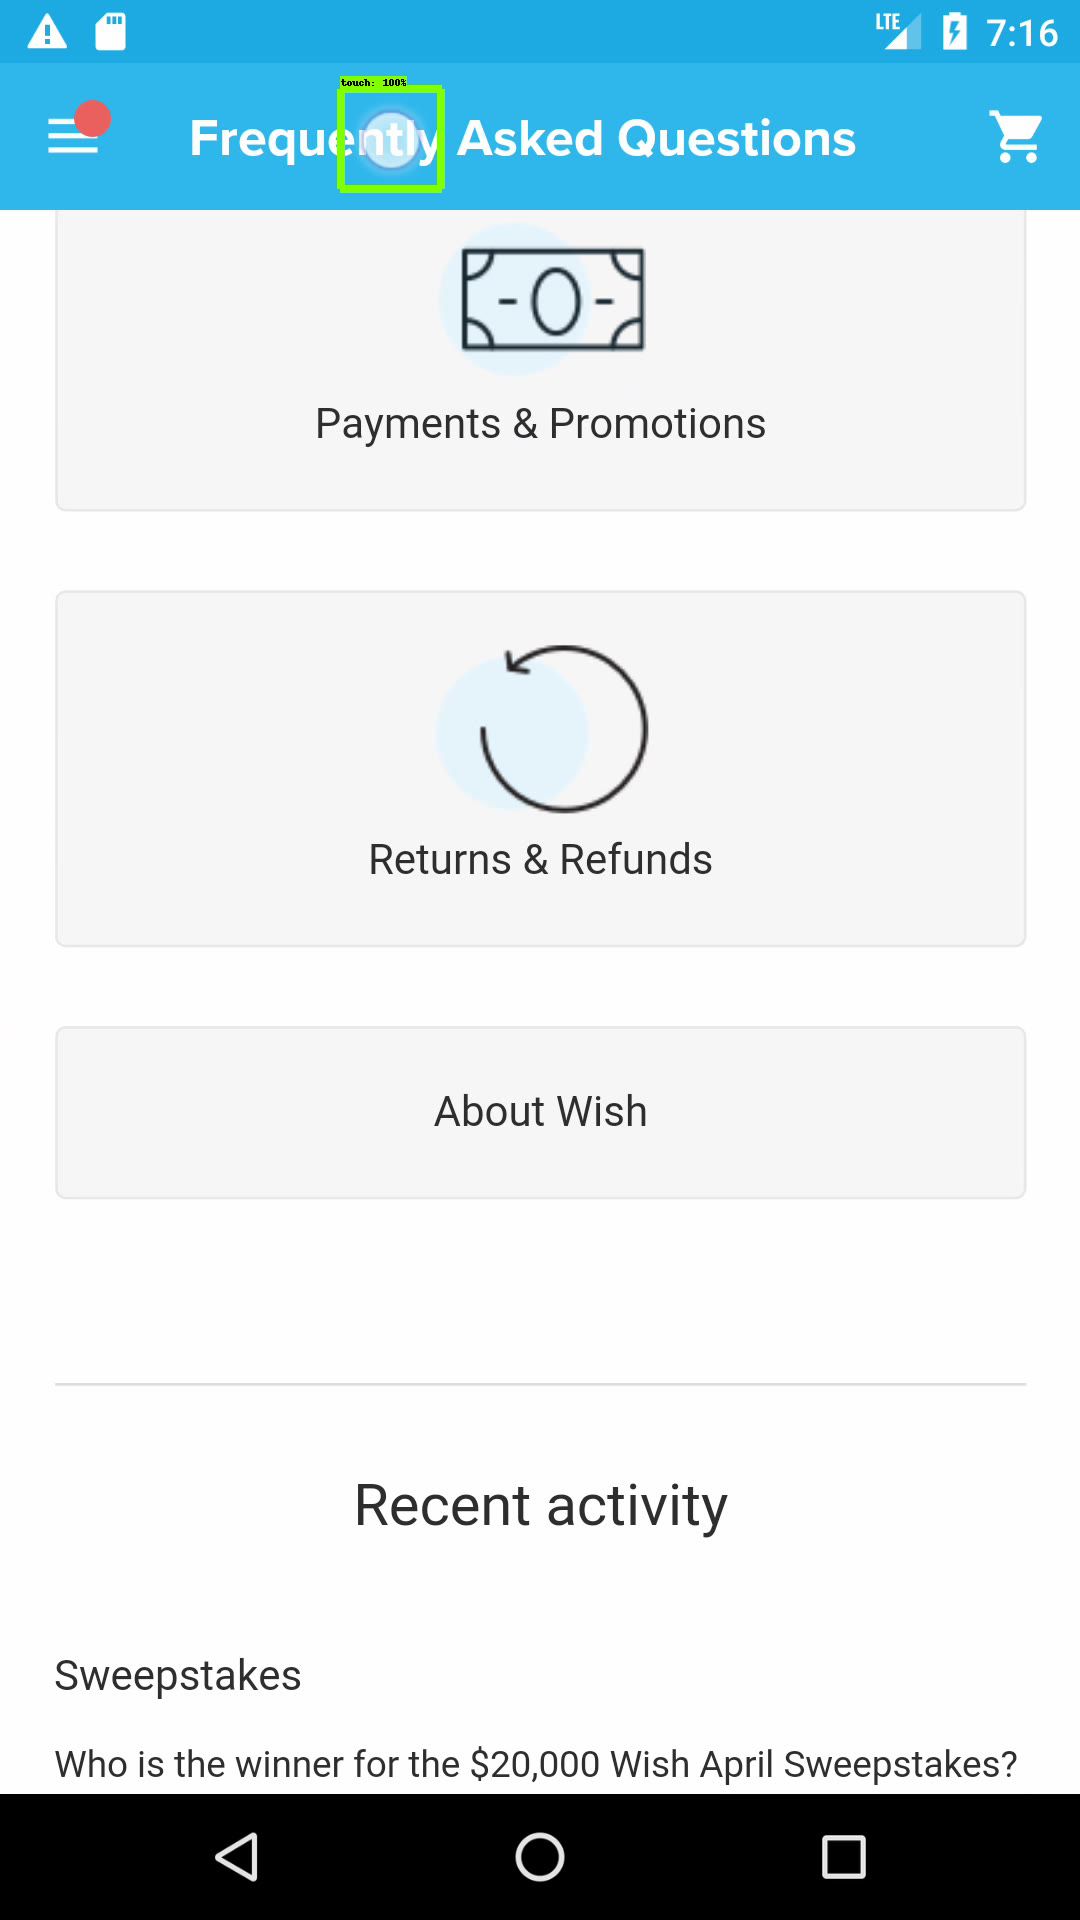 LTE 7:16
touch: 100%
Frequently Asked Questions
Payments & Promotions
Returns & Refunds
About Wish
Recent activity
Sweepstakes
Who is the winner for the $20,000 Wish April Sweepstakes?